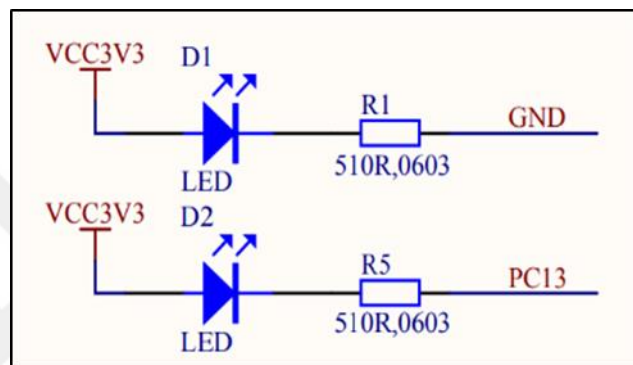 VCC3V3
D1
R1
GND
LED
510R,0603
VCC3V3
D2
R5
PC13
LED
510R,0603